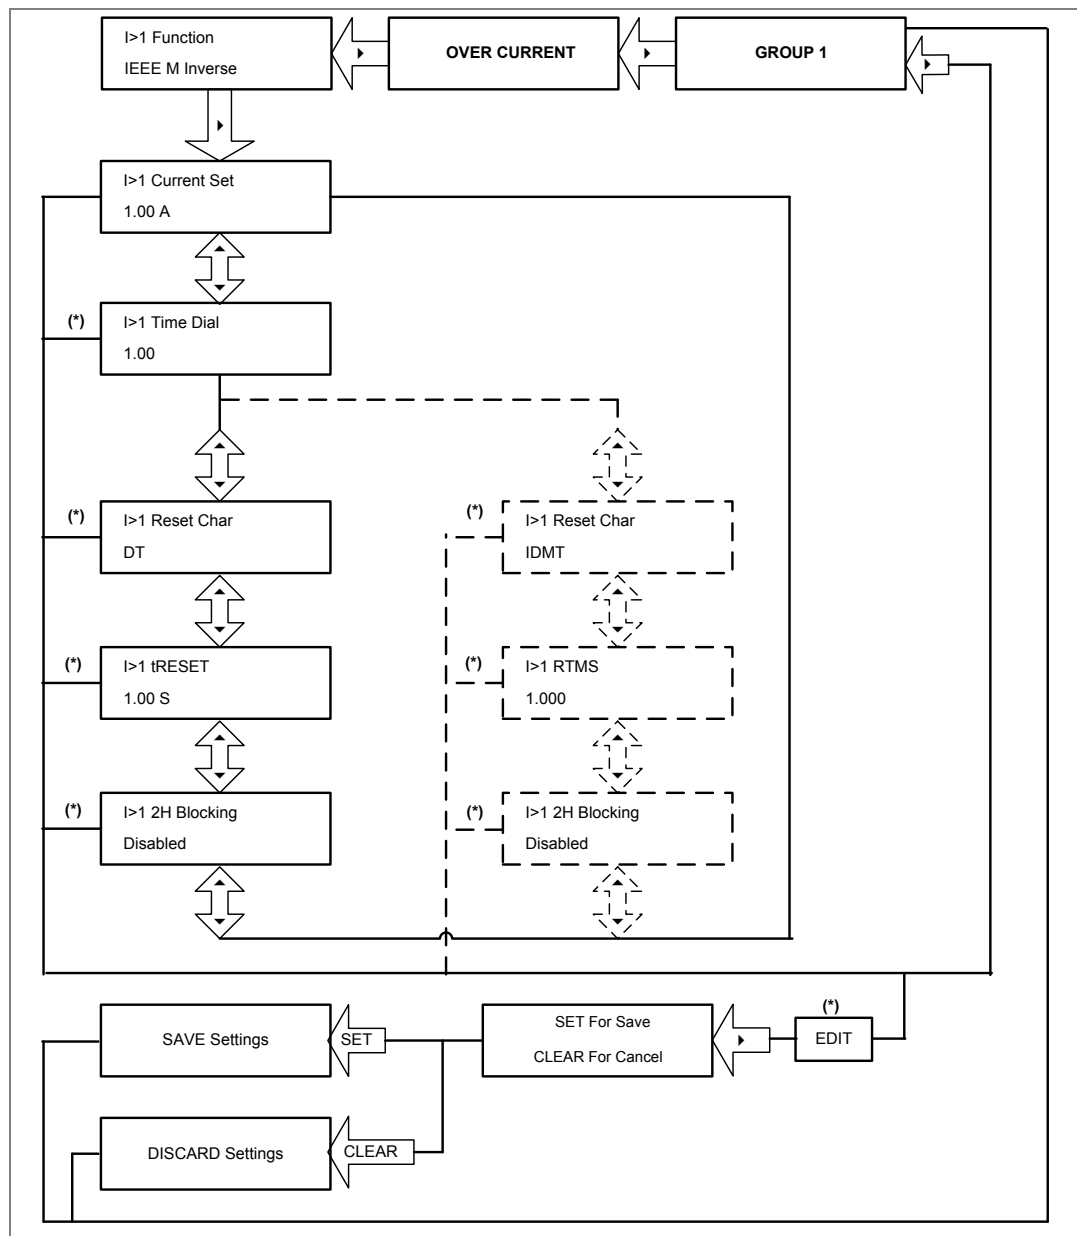 I>1 Function
IEEE M Inverse
OVER CURRENT
GROUP 1
I>1 Current Set
1.00 A
(*)
I>1 Time Dial
1.00
(*)
I>1 Reset Char
DT
(*)
I>1 Reset Char
IDMT
(*)
I>1 tRESET
1.00 S
(*)
I>1 RTMS
1.000
(*)
I>1 2H Blocking
Disabled
(*)
I>1 2H Blocking
Disabled
SAVE Settings
SET
SET For Save
CLEAR For Cancel
(*)
EDIT
DISCARD Settings
CLEAR